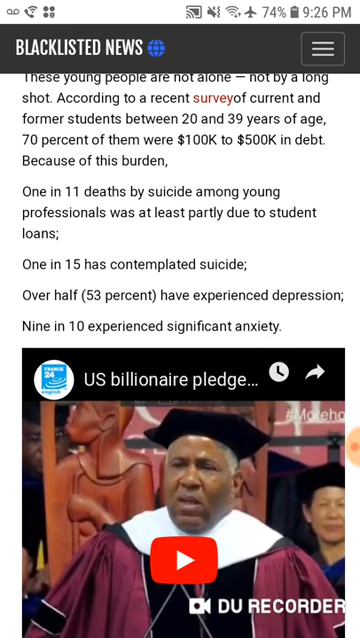 74% 9:26 PM
BLACKLISTED NEWS
These young people are not alone — not by a long
shot. According to a recent surveyof current and
former students between 20 and 39 years of age,
70 percent of them were $100K to $500K in debt.
Because of this burden,
One in 11 deaths by suicide among young
professionals was at least partly due to student
loans;
One in 15 has contemplated suicide;
Over half (53 percent) have experienced depression;
Nine in 10 experienced significant anxiety.
FRANCE
24
english
US billionaire pledge...
#Moreho
DU RECORDER